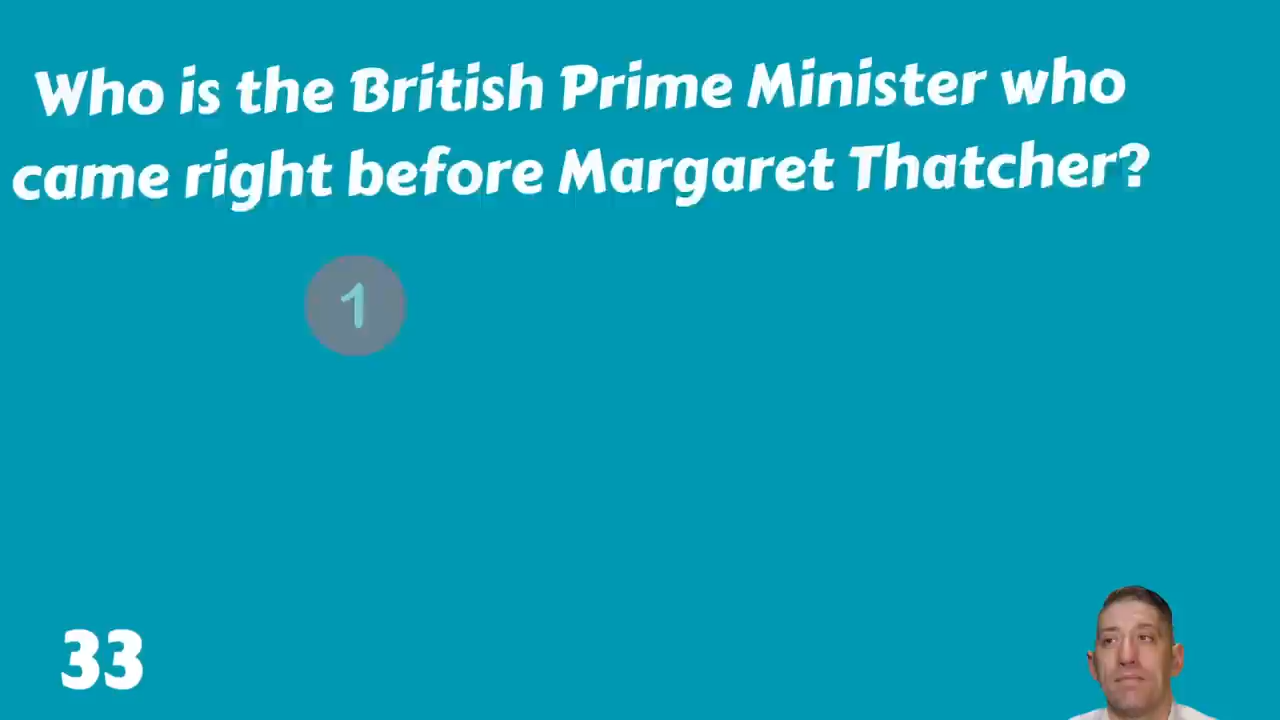 Who is the British Prime Minister who
came right before Margaret Thatcher?
1
33